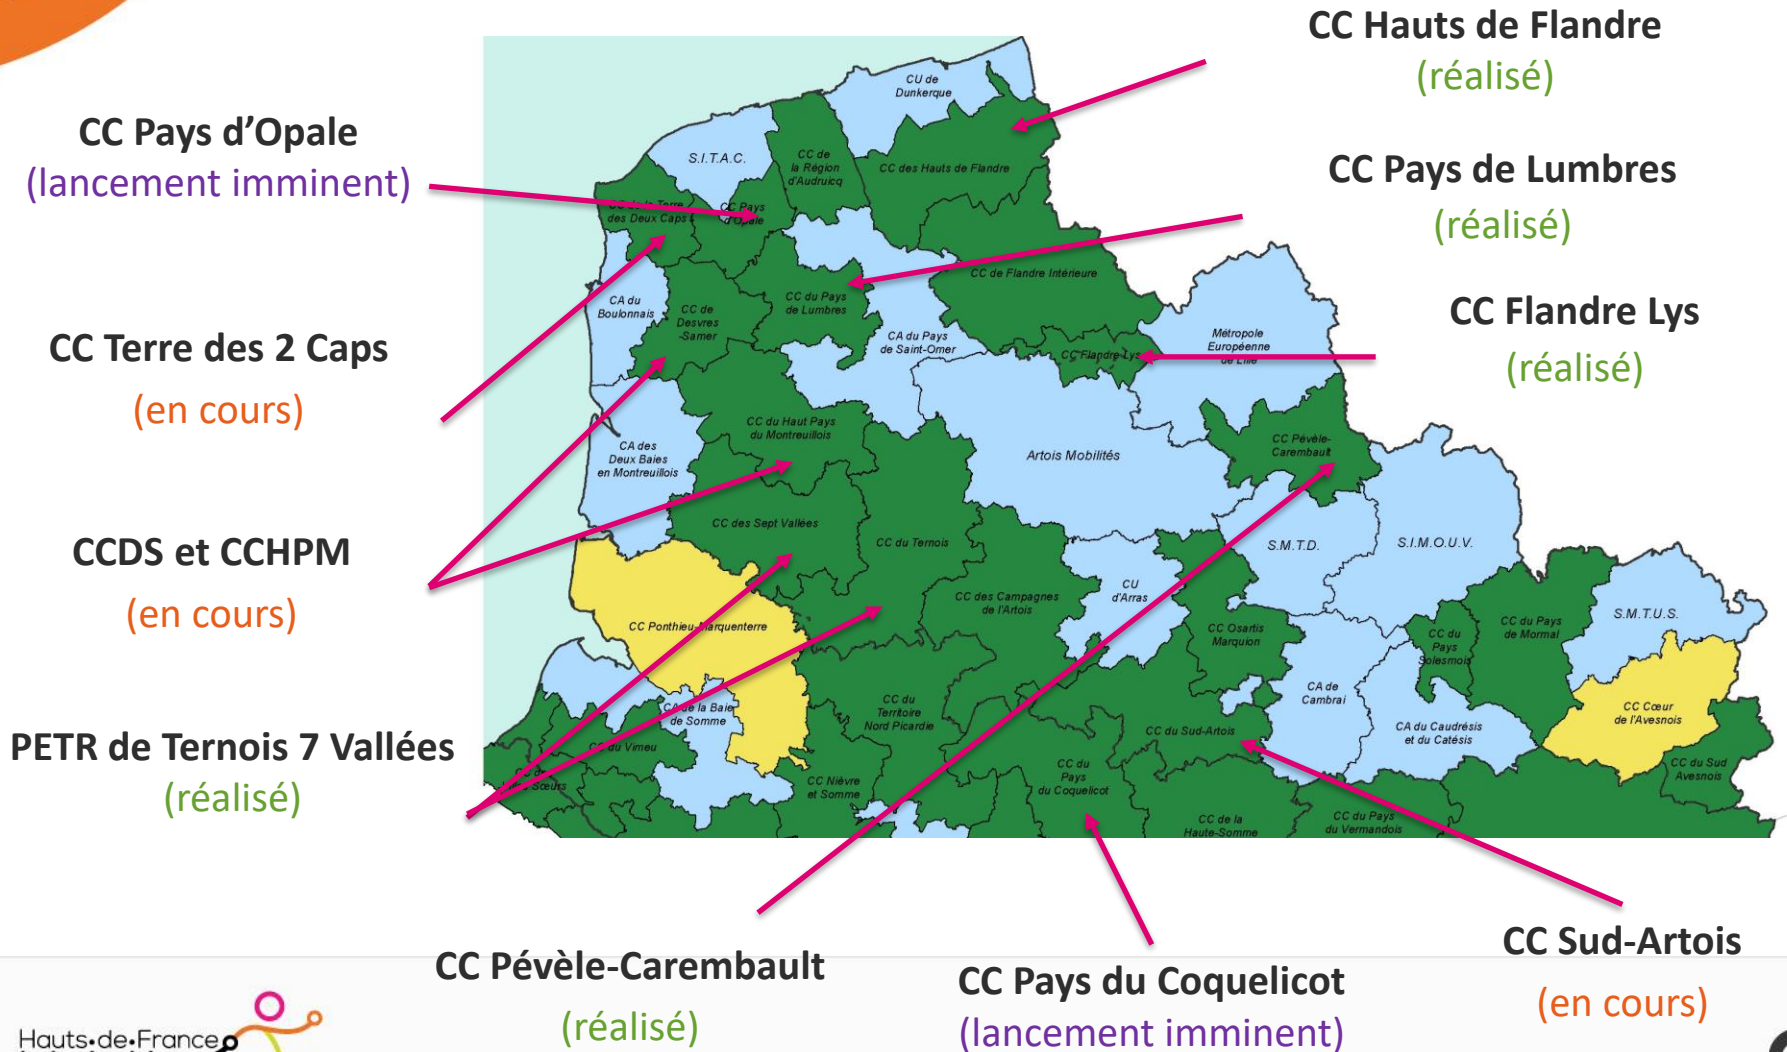 CC Hauts de Flandre
(réalisé)
CC Pays d’Opale
(lancement imminent)
CC Pays de Lumbres
(réalisé)
CC Terre des 2 Caps
(en cours)
CC Flandre Lys
(réalisé)
CCDS et CCHPM
(en cours)
PETR de Ternois 7 Vallées
(réalisé)
CC Pévèle-Carembault
(réalisé)
CC Pays du Coquelicot
(lancement imminent)
CC Sud-Artois
(en cours)
CU de
Dunkerque
S.I.T.A.C.
CC de
la Région
d'Audruicq
CC des Hauts de Flandre
CC de la Terre
des Deux Caps
CC Pays
d'Opale
CC de Flandre Intérieure
CA du
Boulonnais
CC de
Desvres
-Samer
CC du Pays
de Lumbres
CA du Pays
de Saint-Omer
CC Flandre Lys
Métropole
Européenne
de Lille
CC du Haut Pays
du Montreuillois
CA des
Deux Baies
en Montreuillois
Artois Mobilités
CC Pévèle-
Carembault
CC des Sept Vallées
CC du Ternois
S.M.T.D.
S.I.M.O.U.V.
CC des Campagnes
de l'Artois
CU
d'Arras
CC Osartis
Marquion
CC du
Pays
Solesmois
CC du Pays
de Mormal
S.M.T.U.S.
CC Ponthieu-Marquenterre
CA de la Baie
de Somme
CC du Vimeu
CC du
Territoire
Nord Picardie
CC du Sud-Artois
CA de
Cambrai
CA du Caudrésis
et du Catésis
CC Cœur
de l'Avesnois
CC du Sud
Avesnois
Sœurs
CC Nièvre
et Somme
CC du
Pays
du Coquelicot
CC de la
Haute-Somme
CC du Pays
du Vermandois
Hauts•de•France